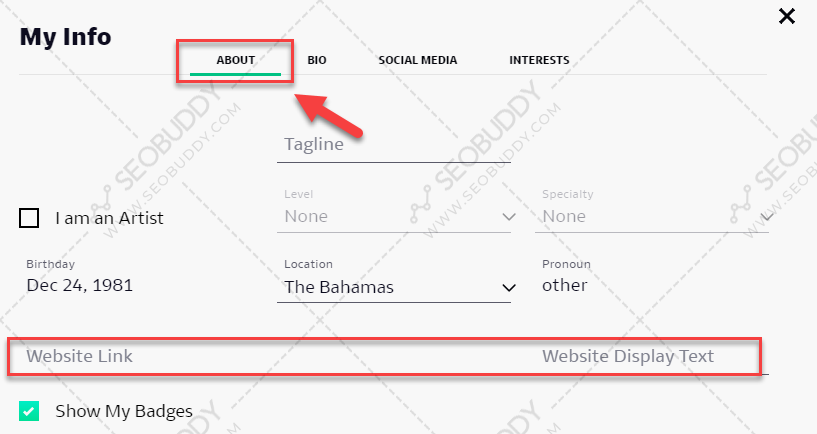 My Info
ABOUT BIO SOCIAL MEDIA INTERESTS
Tagline
Level Specialty
I am an Artist None None
Birthday Location Pronoun
Dec 24, 1981 The Bahamas other
Website Link Website Display Text
Show My Badges
SEOBUDDY
WWW.SEOBUDDY.COM
SEOBUDDY
WWW.SEOBUDDY.COM
SEOBUDDY
WWW.SEOBUDDY.COM